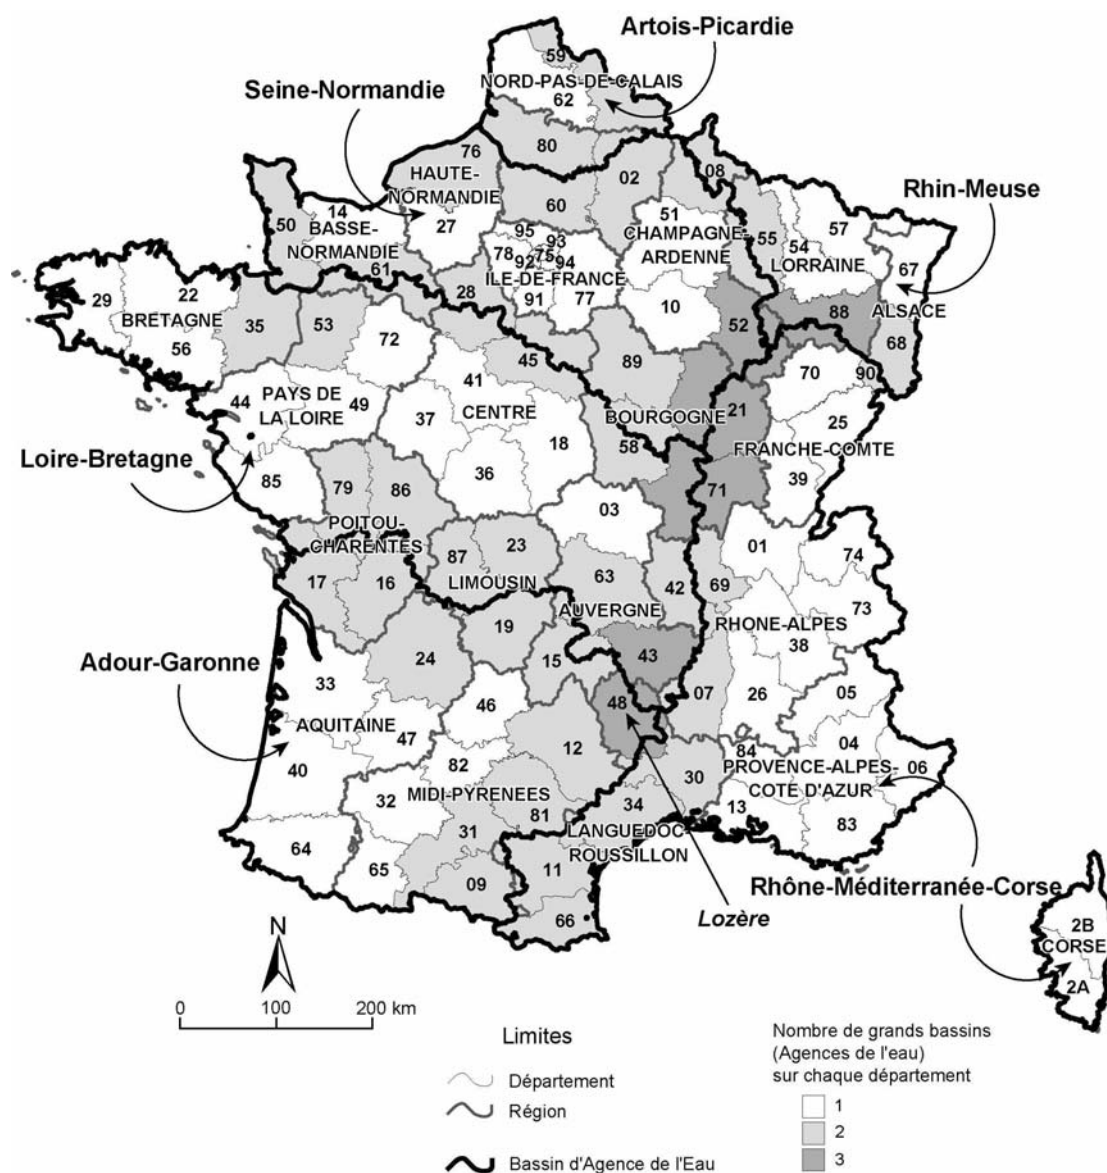 Artois-Picardie
59
NORD-PAS-DE-CALAIS
62
Seine-Normandie
80
76
HAUTE-
NORMANDIE
02
08
Rhin-Meuse
60
50
14
BASSE-
NORMANDIE
61
27
51
CHAMPAGNE-
ARDENNE
55
54
57
LORRAINE
67
ALSACE
95
93
78
92
75
94
ILE-DE-FRANCE
91
77
28
10
52
88
68
29
22
BRETAGNE
56
35
53
72
45
89
70
90
41
CENTRE
37
18
36
BOURGOGNE
21
58
25
FRANCHE-COMTE
39
71
44
PAYS DE
LA LOIRE
49
Loire-Bretagne
85
79
86
POITOU-
CHARENTES
03
01
74
17
16
87
23
LIMOUSIN
63
AUVERGNE
42
69
RHONE-ALPES
73
38
19
Adour-Garonne
24
15
43
33
07
26
05
AQUITAINE
46
48
47
12
04
84
06
PROVENCE-ALPES-
COTE D'AZUR
40
82
30
32
MIDI-PYRENEES
81
34
13
83
31
LANGUEDOC-
ROUSSILLON
64
65
09
11
66
Rhône-Méditerranée-Corse
Lozère
2B
CORSE
2A
N
0 100 200 km
Limites
Département
Région
Bassin d'Agence de l'Eau
Nombre de grands bassins
(Agences de l'eau)
sur chaque département
1
2
3